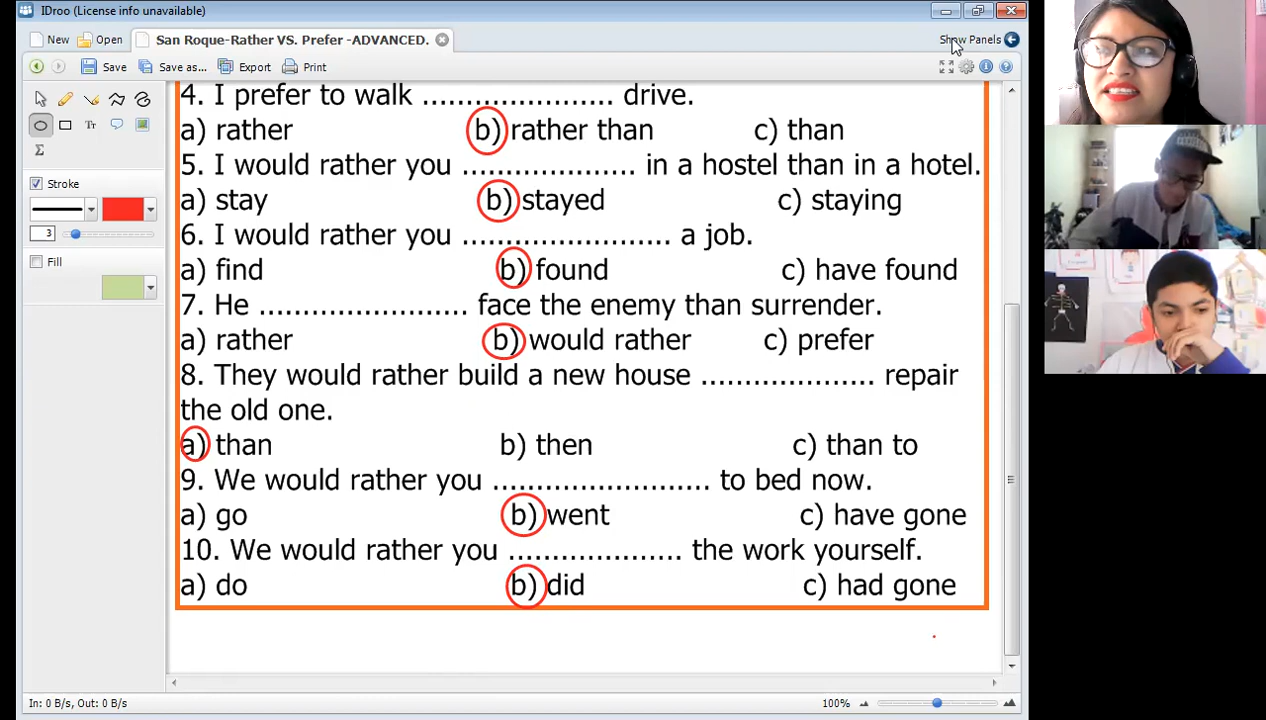 IDroo (License info unavailable)
New Open San Roque-Rather VS. Prefer -ADVANCED. Show Panels
Save Save as... Export Print
4. I prefer to walk ...................... drive.
a) rather b) rather than c) than
5. I would rather you .................... in a hostel than in a hotel.
a) stay b) stayed c) staying
6. I would rather you ........................ a job.
a) find b) found c) have found
7. He ........................ face the enemy than surrender.
a) rather b) would rather c) prefer
8. They would rather build a new house .................... repair
the old one.
a) than b) then c) than to
9. We would rather you ......................... to bed now.
a) go b) went c) have gone
10. We would rather you .................... the work yourself.
a) do b) did c) had gone
Tr
Σ
Stroke
3
Fill
In: 0 B/s, Out: 0 B/s 100%